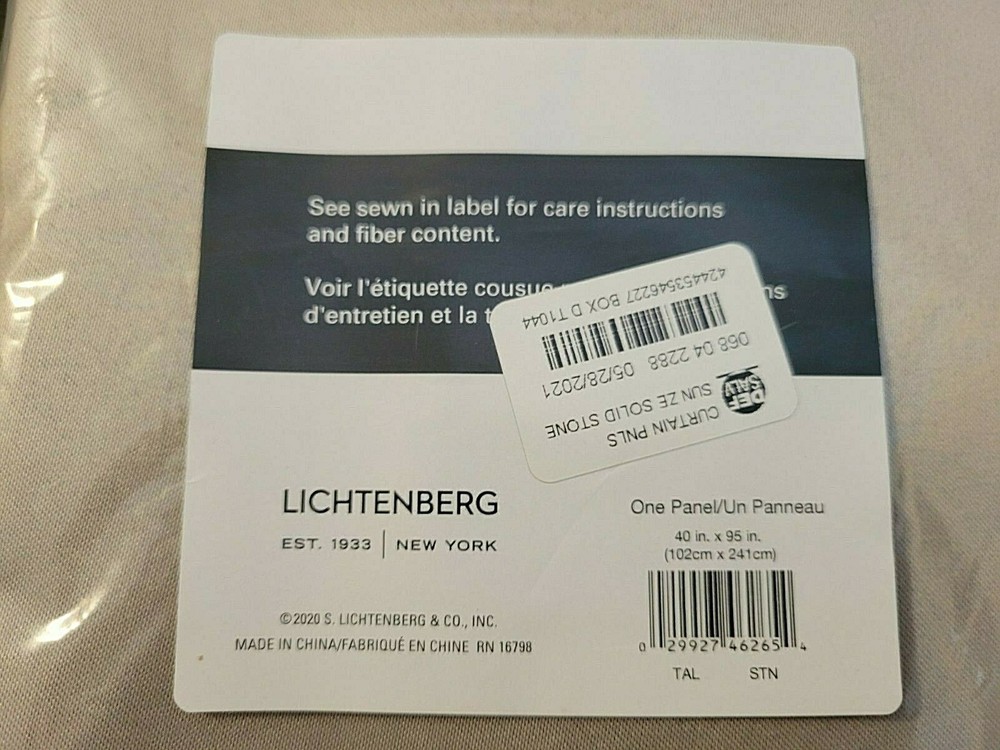 See sewn in label for care instructions
and fiber content.
Voir l'étiquette cousue
d'entretien et la
CURTAIN PNLS
SUN ZE SOLID STONE
DEF
SALV
068 04 2288 05/28/2021
424453546227 BOX D T1044
LICHTENBERG
EST. 1933 | NEW YORK
©2020 S. LICHTENBERG & CO., INC.
MADE IN CHINA/FABRIQUÉ EN CHINE RN 16798
One Panel/Un Panneau
40 in. x 95 in.
(102cm x 241cm)
0 29927 46265 4
TAL STN